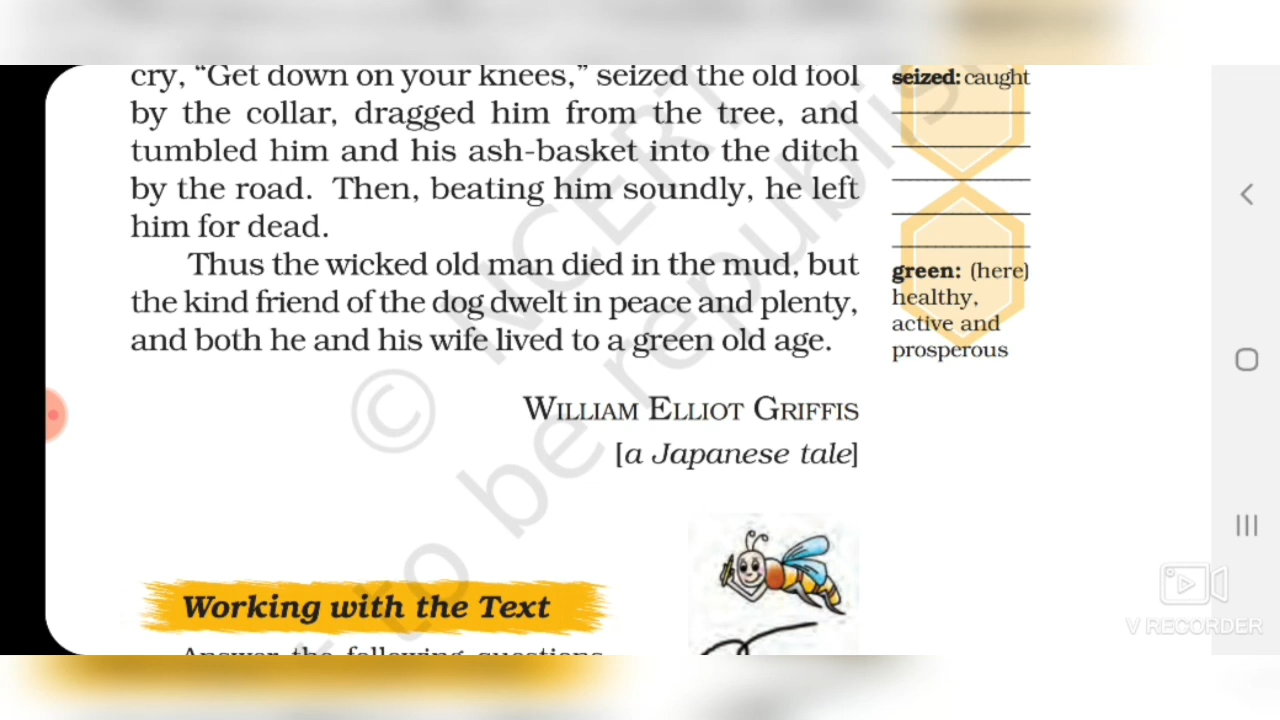 cry, “Get down on your knees,” seized the old fool
by the collar, dragged him from the tree, and
tumbled him and his ash-basket into the ditch
by the road. Then, beating him soundly, he left
him for dead.
Thus the wicked old man died in the mud, but
the kind friend of the dog dwelt in peace and plenty,
and both he and his wife lived to a green old age.
WILLIAM ELLIOT GRIFFIS
[a Japanese tale]
seized: caught
green: (here)
healthy,
active and
prosperous
Working with the Text
Answer the following questions
© NCERT
to be republis
V RECORDER